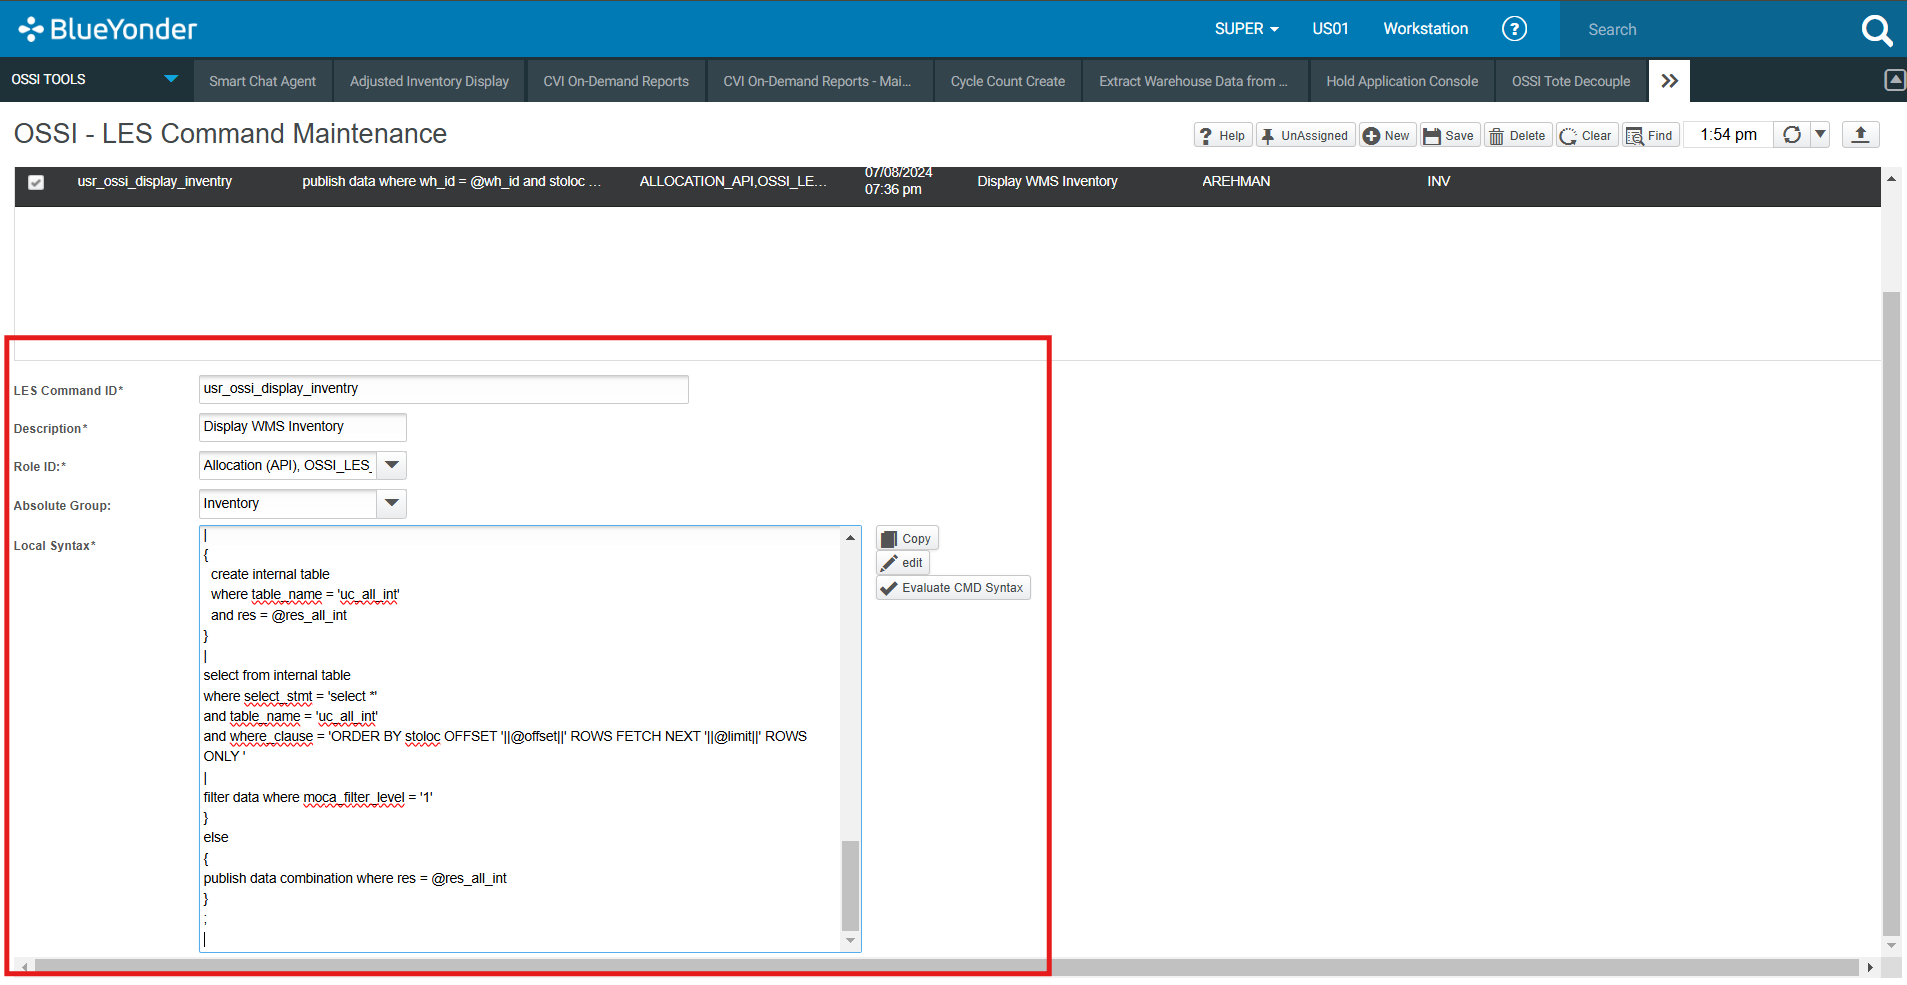 BlueYonder
SUPER US01 Workstation ? Search
OSSI TOOLS Smart Chat Agent Adjusted Inventory Display CVI On-Demand Reports CVI On-Demand Reports - Mai... Cycle Count Create Extract Warehouse Data from ... Hold Application Console OSSI Tote Decouple
OSSI - LES Command Maintenance
? Help UnAssigned New Save Delete Clear Find 1:54 pm
usr_ossi_display_inventry publish data where wh_id = @wh_id and stoloc ... ALLOCATION_API,OSSI_LE... 07/08/2024 07:36 pm Display WMS Inventory AREHMAN INV
LES Command ID* usr_ossi_display_inventry
Description* Display WMS Inventory
Role ID:* Allocation (API), OSSI_LES_
Absolute Group: Inventory
Local Syntax*
|
{
create internal table
where table_name = 'uc_all_int'
and res = @res_all_int
}
|
select from internal table
where select_stmt = 'select *'
and table_name = 'uc_all_int'
and where_clause = 'ORDER BY stoloc OFFSET '||@offset||' ROWS FETCH NEXT '||@limit||' ROWS
ONLY '
|
filter data where moca_filter_level = '1'
}
else
{
publish data combination where res = @res_all_int
}
;
Copy
edit
Evaluate CMD Syntax